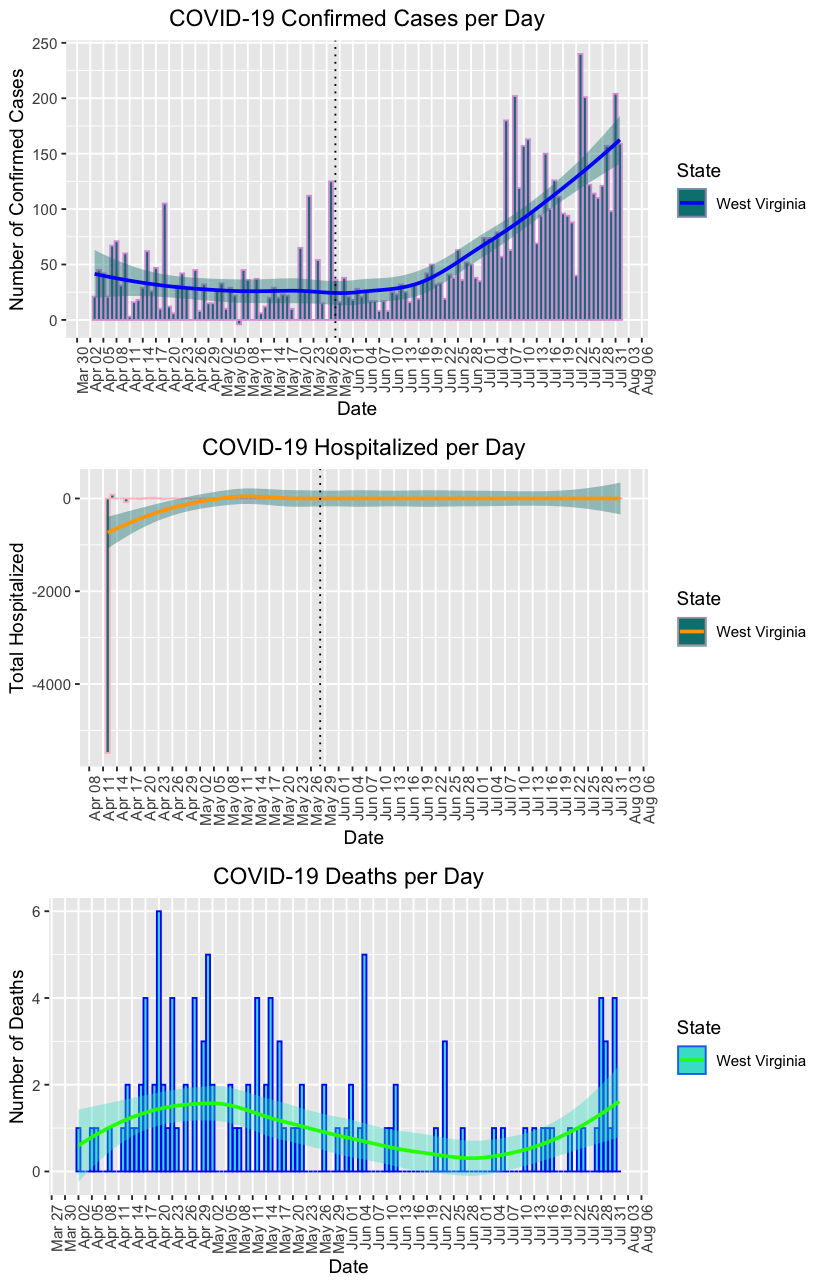 COVID-19 Confirmed Cases per Day
Number of Confirmed Cases
250
200
150
100
50
0
Mar 30
Apr 02
Apr 05
Apr 08
Apr 11
Apr 14
Apr 17
Apr 20
Apr 23
Apr 26
Apr 29
May 02
May 05
May 08
May 11
May 14
May 17
May 20
May 23
May 26
May 29
Jun 01
Jun 04
Jun 07
Jun 10
Jun 13
Jun 16
Jun 19
Jun 22
Jun 25
Jun 28
Jul 01
Jul 04
Jul 07
Jul 10
Jul 13
Jul 16
Jul 19
Jul 22
Jul 25
Jul 28
Jul 31
Aug 03
Aug 06
Date
State
West Virginia
COVID-19 Hospitalized per Day
Total Hospitalized
0
-2000
-4000
Apr 08
Apr 11
Apr 14
Apr 17
Apr 20
Apr 23
Apr 26
Apr 29
May 02
May 05
May 08
May 11
May 14
May 17
May 20
May 23
May 26
May 29
Jun 01
Jun 04
Jun 07
Jun 10
Jun 13
Jun 16
Jun 19
Jun 22
Jun 25
Jun 28
Jul 01
Jul 04
Jul 07
Jul 10
Jul 13
Jul 16
Jul 19
Jul 22
Jul 25
Jul 28
Jul 31
Aug 03
Aug 06
Date
State
West Virginia
COVID-19 Deaths per Day
Number of Deaths
6
4
2
0
Mar 27
Mar 30
Apr 02
Apr 05
Apr 08
Apr 11
Apr 14
Apr 17
Apr 20
Apr 23
Apr 26
Apr 29
May 02
May 05
May 08
May 11
May 14
May 17
May 20
May 23
May 26
May 29
Jun 01
Jun 04
Jun 07
Jun 10
Jun 13
Jun 16
Jun 19
Jun 22
Jun 25
Jun 28
Jul 01
Jul 04
Jul 07
Jul 10
Jul 13
Jul 16
Jul 19
Jul 22
Jul 25
Jul 28
Jul 31
Aug 03
Aug 06
Date
State
West Virginia